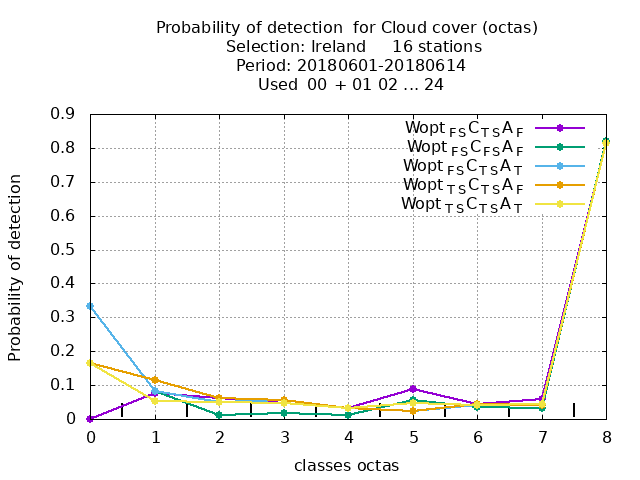 Probability of detection for Cloud cover (octas)
Selection: Ireland 16 stations
Period: 20180601-20180614
Used 00 + 01 02 ... 24
Wopt FS C TS A F
Wopt FS C FS A F
Wopt FS C TS A T
Wopt TS C TS A F
Wopt TS C TS A T
0.9
0.8
0.7
0.6
0.5
0.4
0.3
0.2
0.1
0
Probability of detection
0 1 2 3 4 5 6 7 8
classes octas